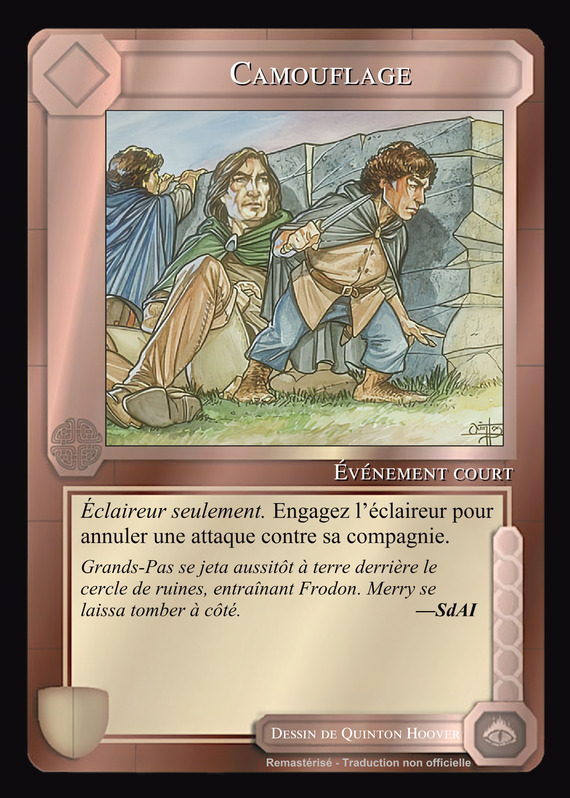 Camouflage
Événement court
Éclaireur seulement. Engagez l'éclaireur pour
annuler une attaque contre sa compagnie.
Grands-Pas se jeta aussitôt à terre derrière le
cercle de ruines, entraînant Frodon. Merry se
laissa tomber à côté. —SdAI
Dessin de Quinton Hoover
Remastérisé - Traduction non officielle